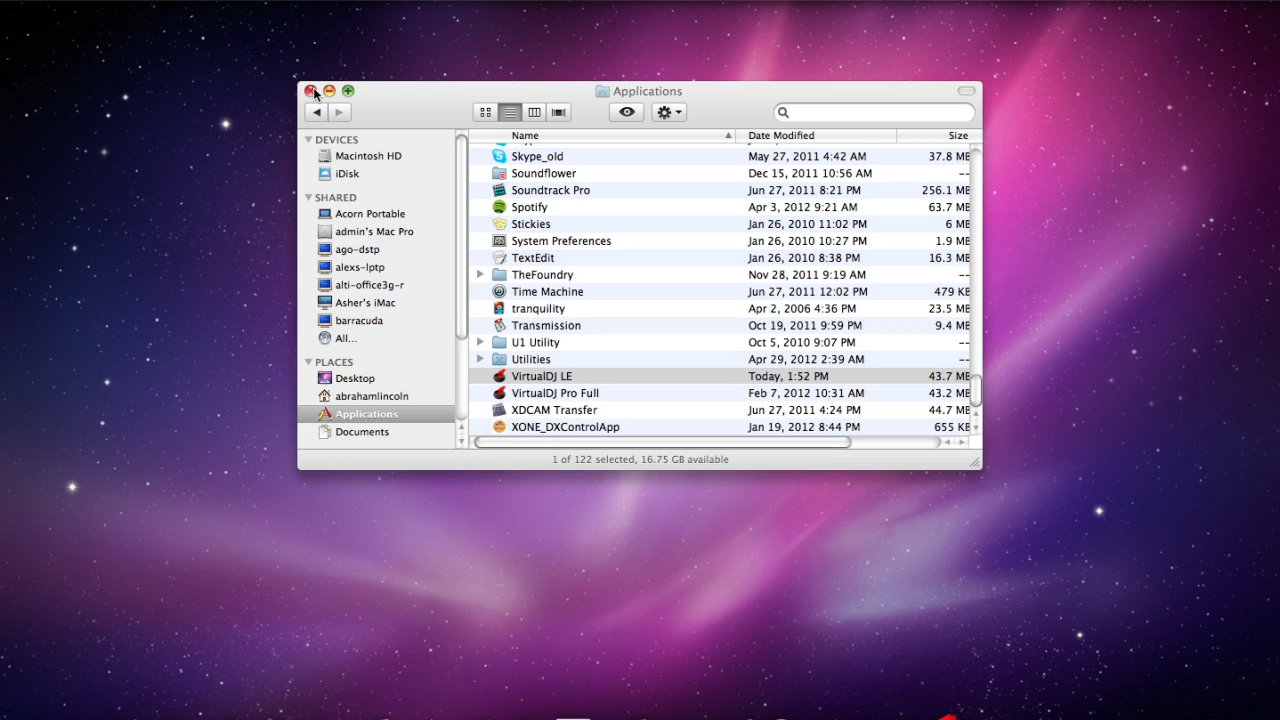 Applications
Name Date Modified Size
DEVICES
Macintosh HD
iDisk
SHARED
Acorn Portable
admin's Mac Pro
ago-dstp
alexs-lptp
alti-office3g-r
Asher's iMac
barracuda
All...
PLACES
Desktop
abrahamlincoln
Applications
Documents
Skype_old May 27, 2011 4:42 AM 37.8 MB
Soundflower Dec 15, 2011 10:56 AM --
Soundtrack Pro Jun 27, 2011 8:21 PM 256.1 MB
Spotify Apr 3, 2012 9:21 AM 63.7 MB
Stickies Jan 26, 2010 11:02 PM 6 MB
System Preferences Jan 26, 2010 10:27 PM 1.9 MB
TextEdit Jan 26, 2010 8:38 PM 16.3 MB
TheFoundry Nov 28, 2011 9:19 AM --
Time Machine Jun 27, 2011 12:02 PM 479 KB
tranquility Apr 2, 2006 4:36 PM 23.5 MB
Transmission Oct 19, 2011 9:59 PM 9.4 MB
U1 Utility Oct 5, 2010 9:07 PM --
Utilities Apr 29, 2012 2:39 AM --
VirtualDJ LE Today, 1:52 PM 43.7 MB
VirtualDJ Pro Full Feb 7, 2012 10:31 AM 43.2 MB
XDCAM Transfer Jun 27, 2011 4:24 PM 44.7 MB
XONE_DXControlApp Jan 19, 2012 8:44 PM 655 KB
1 of 122 selected, 16.75 GB available